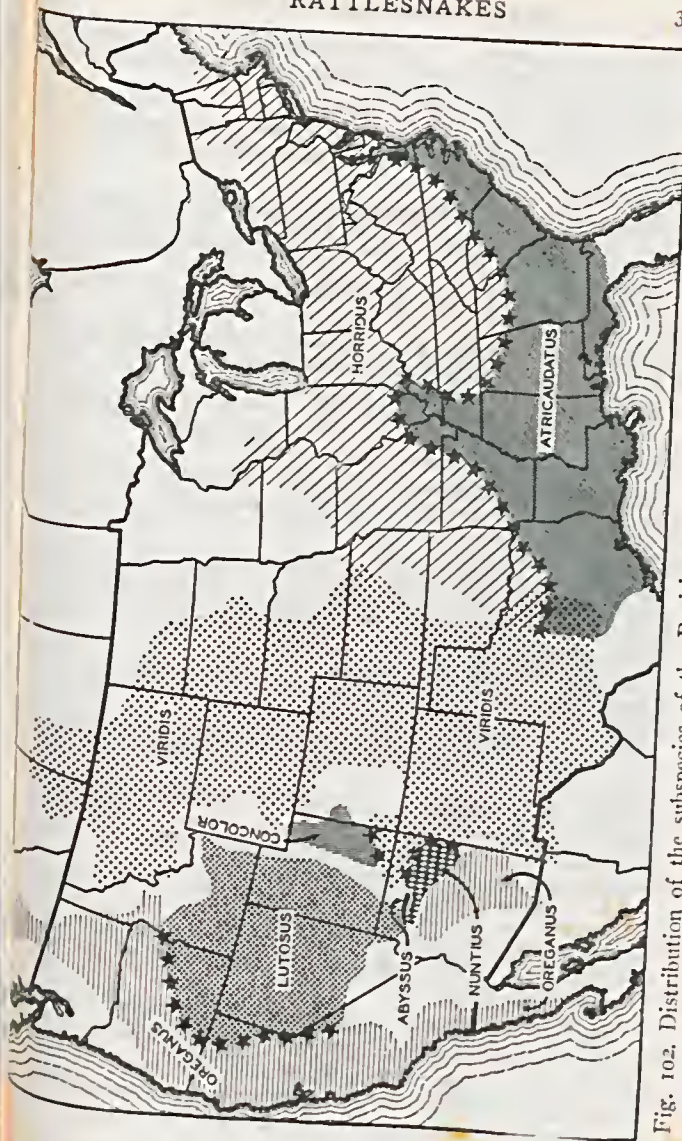 RATTLESNAKES
3
HORRIDUS
VIRIDIS
ATRICAUDATUS
CONCOLOR
VIRIDIS
LUTOSUS
OREGANUS
ABYSSUS
NUNTIUS
OREGANUS
Fig. 102. Distribution of the subspecies of the